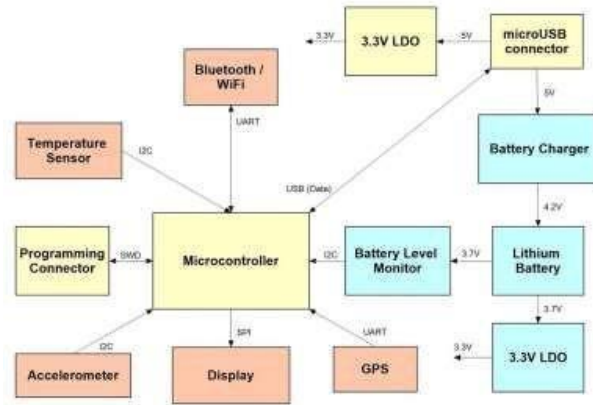 3.3V
3.3V LDO
5V
microUSB
connector
Bluetooth /
WiFi
5V
UART
Temperature
Sensor
I2C
Battery Charger
USB (Data)
4.2V
Programming
Connector
SWD
Microcontroller
I2C
Battery Level
Monitor
3.7V
Lithium
Battery
3.7V
SPI
UART
I2C
3.3V
3.3V LDO
Accelerometer
Display
GPS